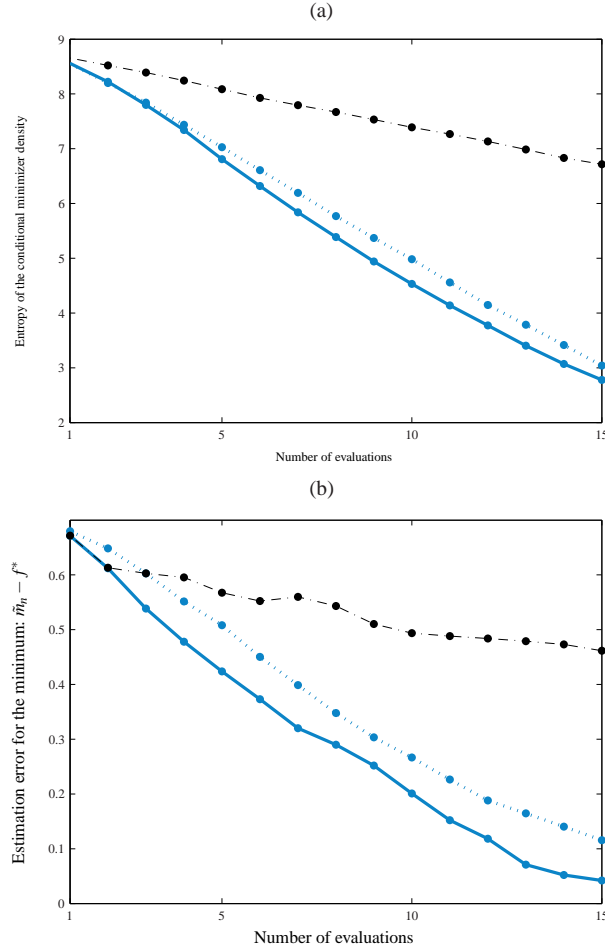 (a)
9
8
7
6
5
4
3
2
Entropy of the conditional minimizer density
1 5 10 15
Number of evaluations
(b)
0.6
0.5
0.4
0.3
0.2
0.1
0
Estimation error for the minimum: m̃ₙ − f*
1 5 10 15
Number of evaluations